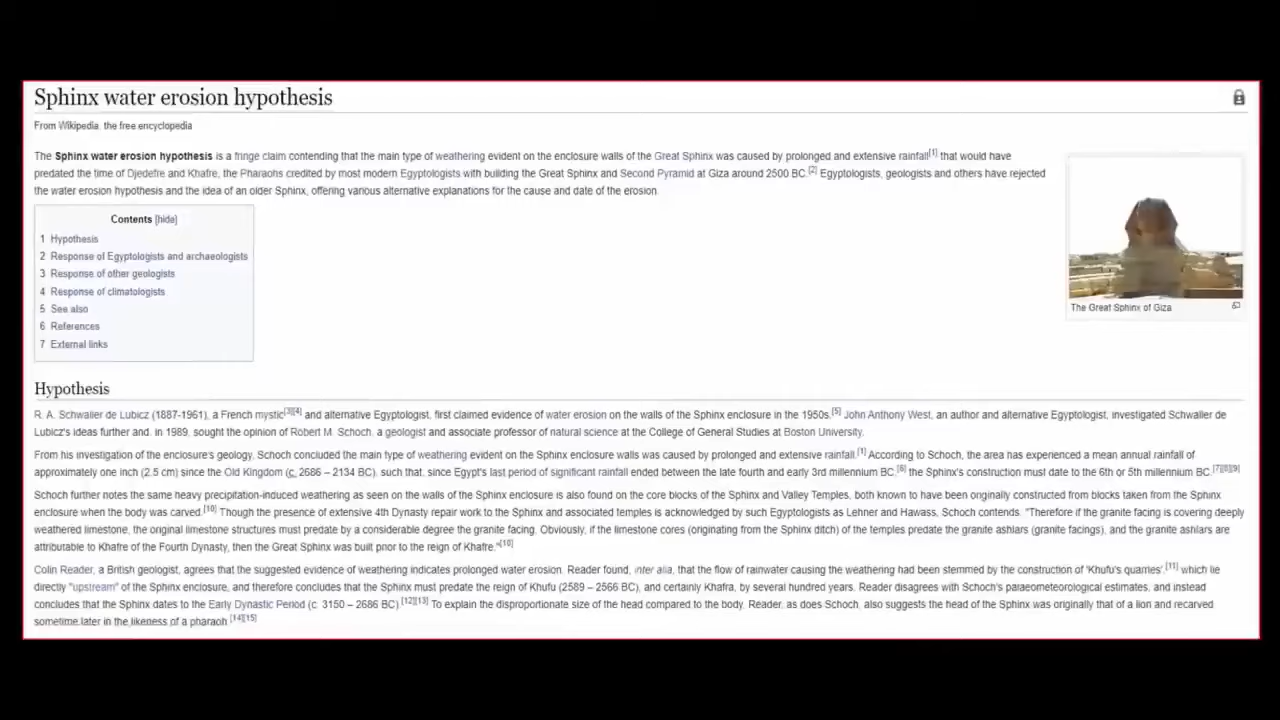 Sphinx water erosion hypothesis
From Wikipedia, the free encyclopedia
The Sphinx water erosion hypothesis is a fringe claim contending that the main type of weathering evident on the enclosure walls of the Great Sphinx was caused by prolonged and extensive rainfall[1] that would have
predated the time of Djedefre and Khafre, the Pharaohs credited by most modern Egyptologists with building the Great Sphinx and Second Pyramid at Giza around 2500 BC.[2] Egyptologists, geologists and others have rejected
the water erosion hypothesis and the idea of an older Sphinx, offering various alternative explanations for the cause and date of the erosion.
Contents [hide]
1 Hypothesis
2 Response of Egyptologists and archaeologists
3 Response of other geologists
4 Response of climatologists
5 See also
6 References
7 External links
The Great Sphinx of Giza
Hypothesis
R. A. Schwaller de Lubicz (1887-1961), a French mystic[3][4] and alternative Egyptologist, first claimed evidence of water erosion on the walls of the Sphinx enclosure in the 1950s.[5] John Anthony West, an author and alternative Egyptologist, investigated Schwaller de
Lubicz's ideas further and, in 1989, sought the opinion of Robert M. Schoch, a geologist and associate professor of natural science at the College of General Studies at Boston University.
From his investigation of the enclosure's geology, Schoch concluded the main type of weathering evident on the Sphinx enclosure walls was caused by prolonged and extensive rainfall.[1] According to Schoch, the area has experienced a mean annual rainfall of
approximately one inch (2.5 cm) since the Old Kingdom (c. 2686 – 2134 BC), such that, since Egypt's last period of significant rainfall ended between the late fourth and early 3rd millennium BC,[6] the Sphinx's construction must date to the 6th or 5th millennium BC.[7][8][9]
Schoch further notes the same heavy precipitation-induced weathering as seen on the walls of the Sphinx enclosure is also found on the core blocks of the Sphinx and Valley Temples, both known to have been originally constructed from blocks taken from the Sphinx
enclosure when the body was carved.[10] Though the presence of extensive 4th Dynasty repair work to the Sphinx and associated temples is acknowledged by such Egyptologists as Lehner and Hawass, Schoch contends: "Therefore if the granite facing is covering deeply
weathered limestone, the original limestone structures must predate by a considerable degree the granite facing. Obviously, if the limestone cores (originating from the Sphinx ditch) of the temples predate the granite ashlars (granite facings), and the granite ashlars are
attributable to Khafre of the Fourth Dynasty, then the Great Sphinx was built prior to the reign of Khafre."[10]
Colin Reader, a British geologist, agrees that the suggested evidence of weathering indicates prolonged water erosion. Reader found, inter alia, that the flow of rainwater causing the weathering had been stemmed by the construction of 'Khufu's quarries',[11] which lie
directly "upstream" of the Sphinx enclosure, and therefore concludes that the Sphinx must predate the reign of Khufu (2589 – 2566 BC), and certainly Khafra, by several hundred years. Reader disagrees with Schoch's palaeometeorological estimates, and instead
concludes that the Sphinx dates to the Early Dynastic Period (c. 3150 – 2686 BC).[12][13] To explain the disproportionate size of the head compared to the body, Reader, as does Schoch, also suggests the head of the Sphinx was originally that of a lion and recarved
sometime later in the likeness of a pharaoh.[14][15]